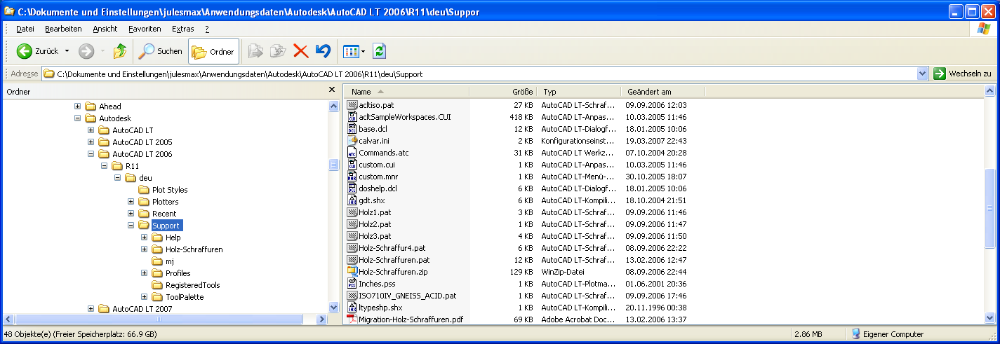 C:\Dokumente und Einstellungen\julesmax\Anwendungsdaten\Autodesk\AutoCAD LT 2006\R11\deu\Suppor
Datei Bearbeiten Ansicht Favoriten Extras ?
Zurück Suchen Ordner
Adresse C:\Dokumente und Einstellungen\julesmax\Anwendungsdaten\Autodesk\AutoCAD LT 2006\R11\deu\Support Wechseln zu
Ordner
Ahead
Autodesk
AutoCAD LT
AutoCAD LT 2005
AutoCAD LT 2006
R11
deu
Plot Styles
Plotters
Recent
Support
Help
Holz-Schraffuren
mj
Profiles
RegisteredTools
ToolPalette
AutoCAD LT 2007
Name Größe Typ Geändert am
acltiso.pat 27 KB AutoCAD LT-Schraf... 09.09.2006 12:03
acltSampleWorkspaces.CUI 418 KB AutoCAD LT-Anpas... 10.03.2005 11:46
base.dcl 12 KB AutoCAD LT-Dialogf... 18.01.2005 10:06
calvar.ini 2 KB Konfigurationseinst... 19.03.2007 22:43
Commands.atc 31 KB AutoCAD LT Werkz... 07.10.2004 20:28
custom.cui 1 KB AutoCAD LT-Anpas... 10.03.2005 11:46
custom.mnr 1 KB AutoCAD LT-Menü-... 30.10.2005 18:07
doshelp.dcl 6 KB AutoCAD LT-Dialogf... 18.01.2005 10:06
gdt.shx 6 KB AutoCAD LT-Kompili... 18.10.2004 21:51
Holz1.pat 3 KB AutoCAD LT-Schraf... 09.09.2006 11:46
Holz2.pat 1 KB AutoCAD LT-Schraf... 09.09.2006 11:47
Holz3.pat 4 KB AutoCAD LT-Schraf... 09.09.2006 11:50
Holz-Schraffur4.pat 6 KB AutoCAD LT-Schraf... 08.09.2006 22:22
Holz-Schraffuren.pat 12 KB AutoCAD LT-Schraf... 13.02.2006 12:47
Holz-Schraffuren.zip 129 KB WinZip-Datei 08.09.2006 22:44
Inches.pss 1 KB AutoCAD LT-Plotma... 01.06.2001 20:36
ISO710IV_GNEISS_ACID.pat 1 KB AutoCAD LT-Schraf... 09.09.2006 17:46
ltypeshp.shx 1 KB AutoCAD LT-Kompili... 20.11.1996 00:38
Migration-Holz-Schraffuren.pdf 69 KB Adobe Acrobat Doc... 13.02.2006 13:37
48 Objekte(e) (Freier Speicherplatz: 66.9 GB) 2.86 MB Eigener Computer